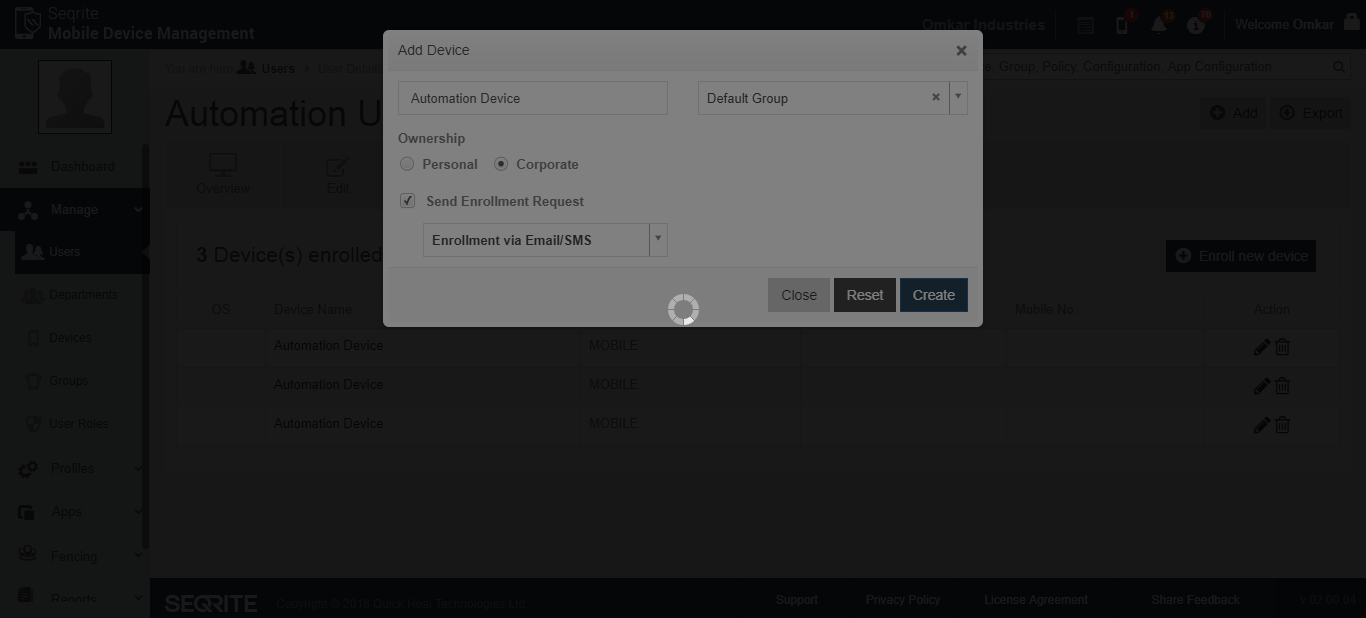 Seqrite
Mobile Device Management
Omkar Industries
1
13
70
Welcome Omkar
You are here
Users
User Details
e, Group, Policy, Configuration, App Configuration
Automation U
Add
Export
Overview
Edit
Dashboard
Manage
Users
Departments
Devices
Groups
User Roles
Profiles
Apps
Fencing
Reports
Add Device
Automation Device
Default Group
Ownership
Personal
Corporate
Send Enrollment Request
Enrollment via Email/SMS
Close
Reset
Create
3 Device(s) enrolled
Enroll new device
OS
Device Name
Mobile No
Action
Automation Device MOBILE
Automation Device MOBILE
Automation Device MOBILE
SEQRITE
Copyright © 2016 Quick Heal Technologies Ltd.
Support
Privacy Policy
License Agreement
Share Feedback
v 02.00.04